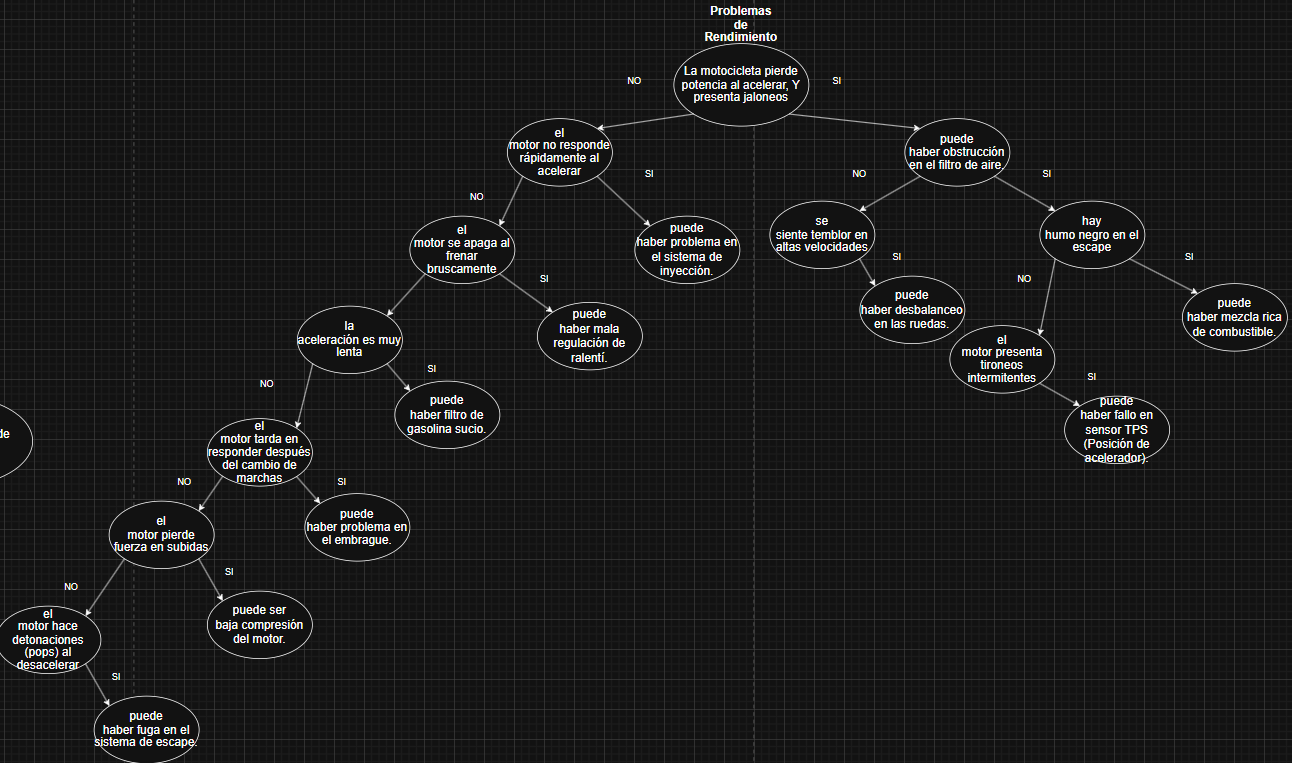 Problemas
de
Rendimiento
La motocicleta pierde
potencia al acelerar, Y
presenta jaloneos
NO
SI
el
motor no responde
rápidamente al
acelerar
puede
haber obstrucción
en el filtro de aire.
NO
SI
NO
SI
el
motor se apaga al
frenar
bruscamente
puede
haber problema en
el sistema de
inyección.
se
siente temblor en
altas velocidades
hay
humo negro en el
escape
SI
SI
NO
SI
la
aceleración es muy
lenta
puede
haber mala
regulación de
ralentí.
puede
haber desbalanceo
en las ruedas.
puede
haber mezcla rica
de combustible.
el
motor presenta
tironeos
intermitentes
NO
SI
SI
puede
haber filtro de
gasolina sucio.
puede
haber fallo en
sensor TPS
(Posición de
acelerador).
de
el
motor tarda en
responder después
del cambio de
marchas
NO
SI
el
motor pierde
fuerza en subidas
puede
haber problema en
el embrague.
NO
SI
el
motor hace
detonaciones
(pops) al
desacelerar
puede ser
baja compresión
del motor.
SI
puede
haber fuga en el
sistema de escape.